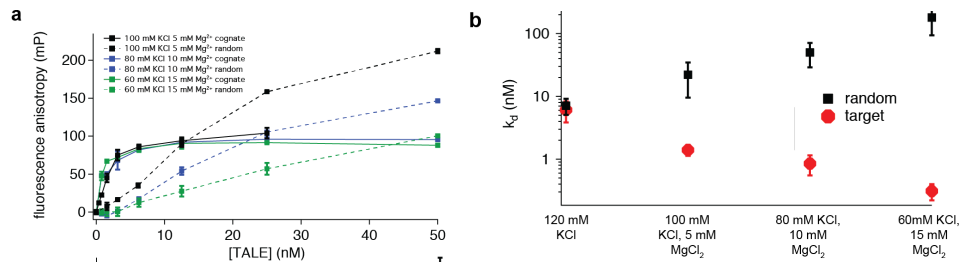 a
fluorescence anisotropy (mP)
200
150
100
50
0
100 mM KCl 5 mM Mg²⁺ cognate
100 mM KCl 5 mM Mg²⁺ random
80 mM KCl 10 mM Mg²⁺ cognate
80 mM KCl 10 mM Mg²⁺ random
60 mM KCl 15 mM Mg²⁺ cognate
60 mM KCl 15 mM Mg²⁺ random
0 10 20 30 40 50
[TALE] (nM)
b
k_d (nM)
100
10
1
random
target
120 mM
KCl
100 mM
KCl, 5 mM
MgCl₂
80 mM KCl,
10 mM
MgCl₂
60mM KCl,
15 mM
MgCl₂